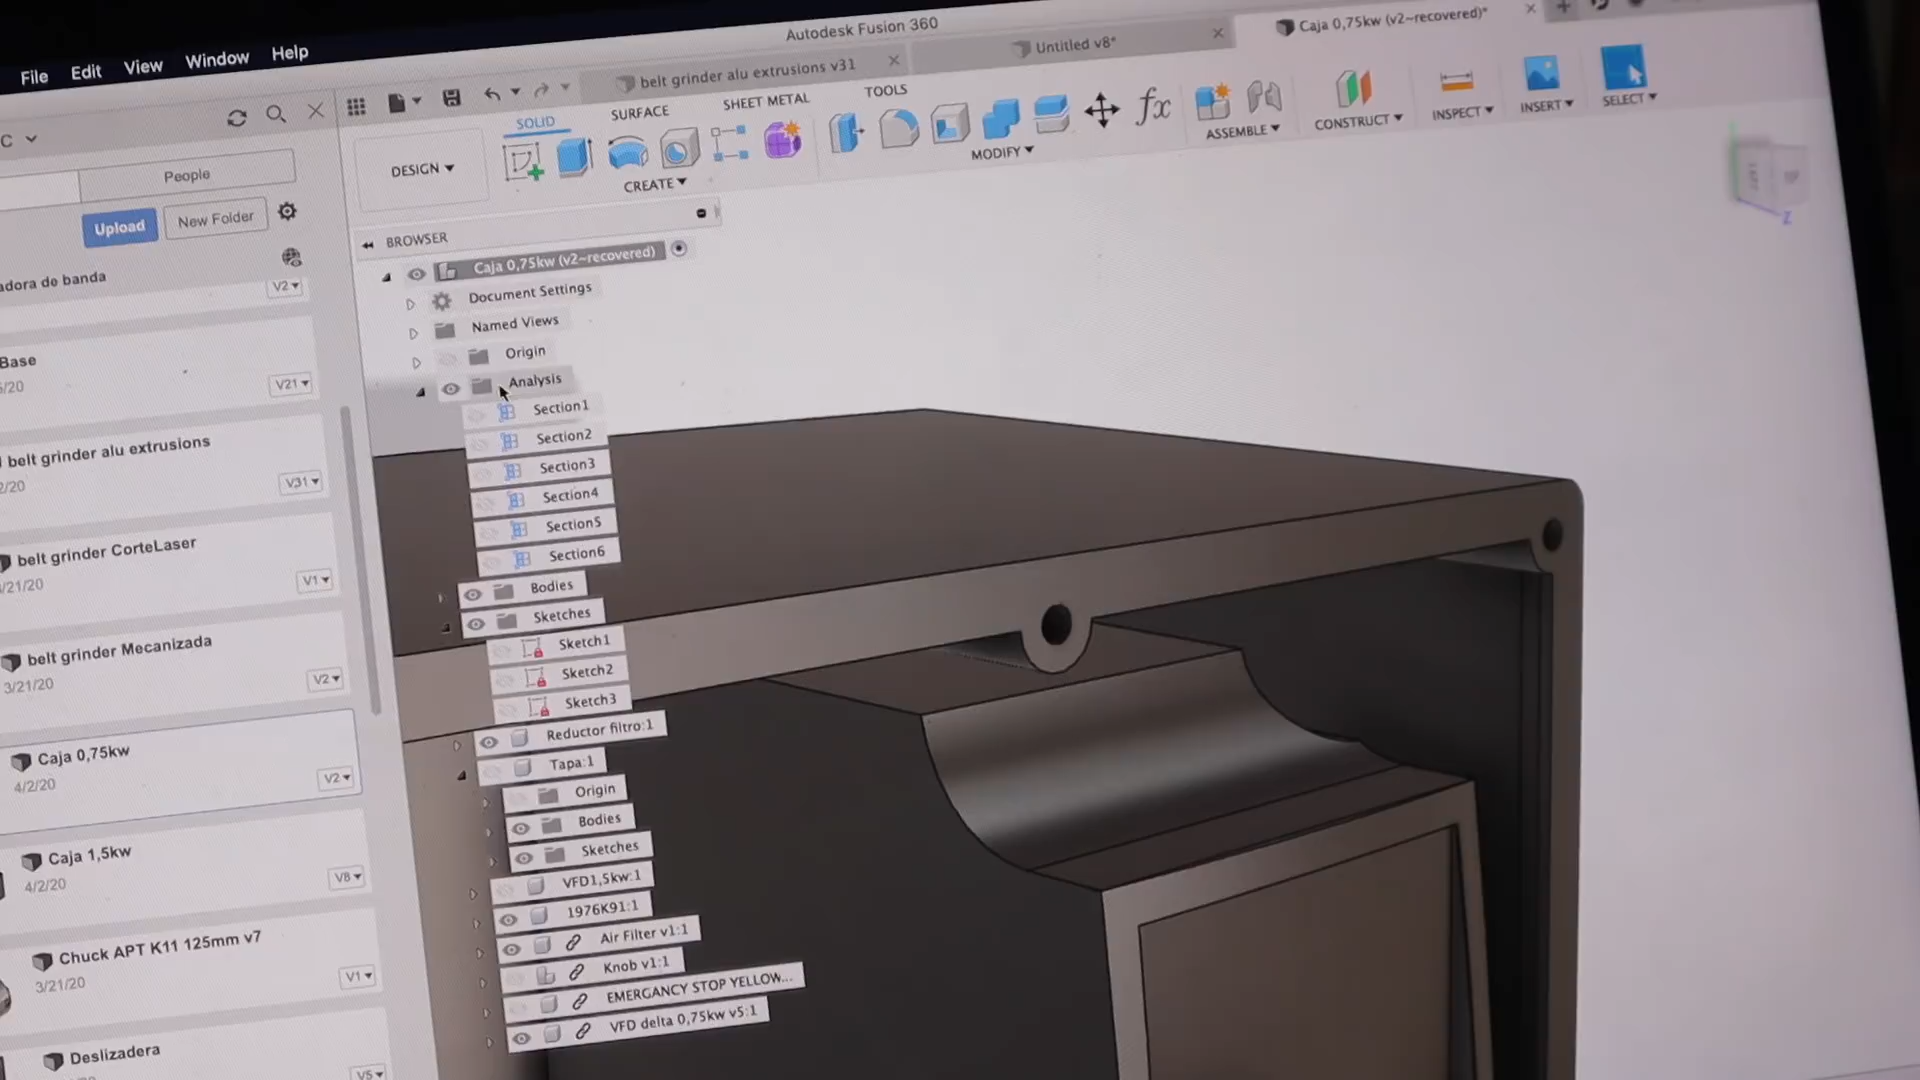 Autodesk Fusion 360
File Edit View Window Help
belt grinder alu extrusions v31
Untitled v8*
Caja 0,75kw (v2~recovered)*
C
People
Upload
New Folder
adora de banda
V2
Base
V21
belt grinder alu extrusions
2/20
V31
belt grinder CorteLaser
/21/20
V1
belt grinder Mecanizada
3/21/20
V2
Caja 0,75kw
4/2/20
V2
Caja 1,5kw
4/2/20
V8
Chuck APT K11 125mm v7
3/21/20
V1
Deslizadera
V5
SOLID
SURFACE
SHEET METAL
TOOLS
DESIGN
CREATE
MODIFY
fx
ASSEMBLE
CONSTRUCT
INSPECT
INSERT
SELECT
LEFT
Z
BROWSER
Caja 0,75kw (v2~recovered)
Document Settings
Named Views
Origin
Analysis
Section1
Section2
Section3
Section4
Section5
Section6
Bodies
Sketches
Sketch1
Sketch2
Sketch3
Reductor filtro:1
Tapa:1
Origin
Bodies
Sketches
VFD1,5kw:1
1976K91:1
Air Filter v1:1
Knob v1:1
EMERGANCY STOP YELLOW...
VFD delta 0,75kw v5:1